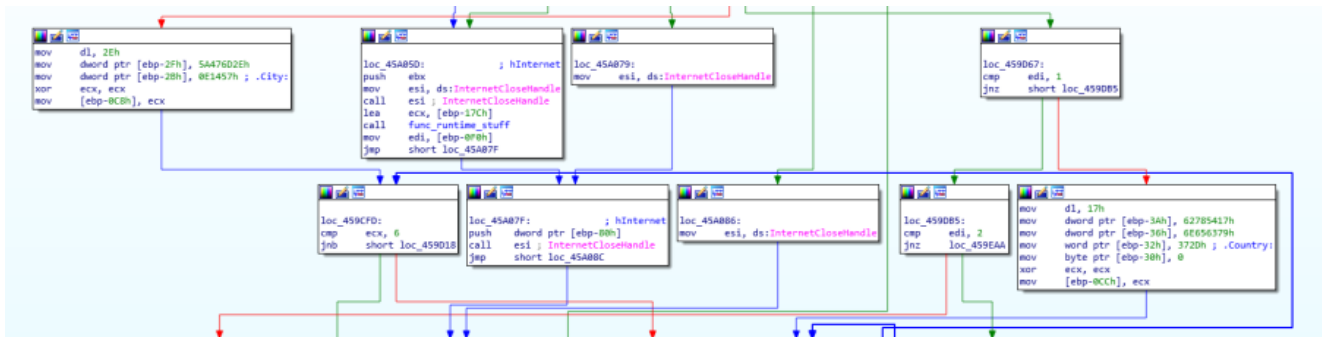 mov dl, 2Eh
mov dword ptr [ebp-2Fh], 5A476D2Eh
mov dword ptr [ebp-2Bh], 0E1457h ; .City:
xor ecx, ecx
mov [ebp-0C8h], ecx
loc_45A05D: ; hInternet
push ebx
mov esi, ds:InternetCloseHandle
call esi ; InternetCloseHandle
lea ecx, [ebp-17Ch]
call func_runtime_stuff
mov edi, [ebp-0F0h]
jmp short loc_45A07F
loc_45A079:
mov esi, ds:InternetCloseHandle
loc_459D67:
cmp edi, 1
jnz short loc_459DB5
loc_459CFD:
cmp ecx, 6
jnb short loc_459D18
loc_45A07F: ; hInternet
push dword ptr [ebp-80h]
call esi ; InternetCloseHandle
jmp short loc_45A08C
loc_45A086:
mov esi, ds:InternetCloseHandle
loc_459DB5:
cmp edi, 2
jnz loc_459EAA
mov dl, 17h
mov dword ptr [ebp-3Ah], 62785417h
mov dword ptr [ebp-36h], 6E656379h
mov word ptr [ebp-32h], 372Dh ; .Country:
mov byte ptr [ebp-30h], 0
xor ecx, ecx
mov [ebp-0CCh], ecx